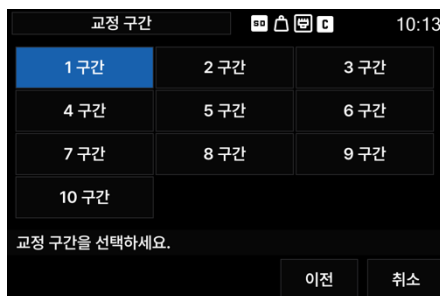 교정 구간 SD C 10:13
1 구간 2 구간 3 구간
4 구간 5 구간 6 구간
7 구간 8 구간 9 구간
10 구간
교정 구간을 선택하세요.
이전 취소